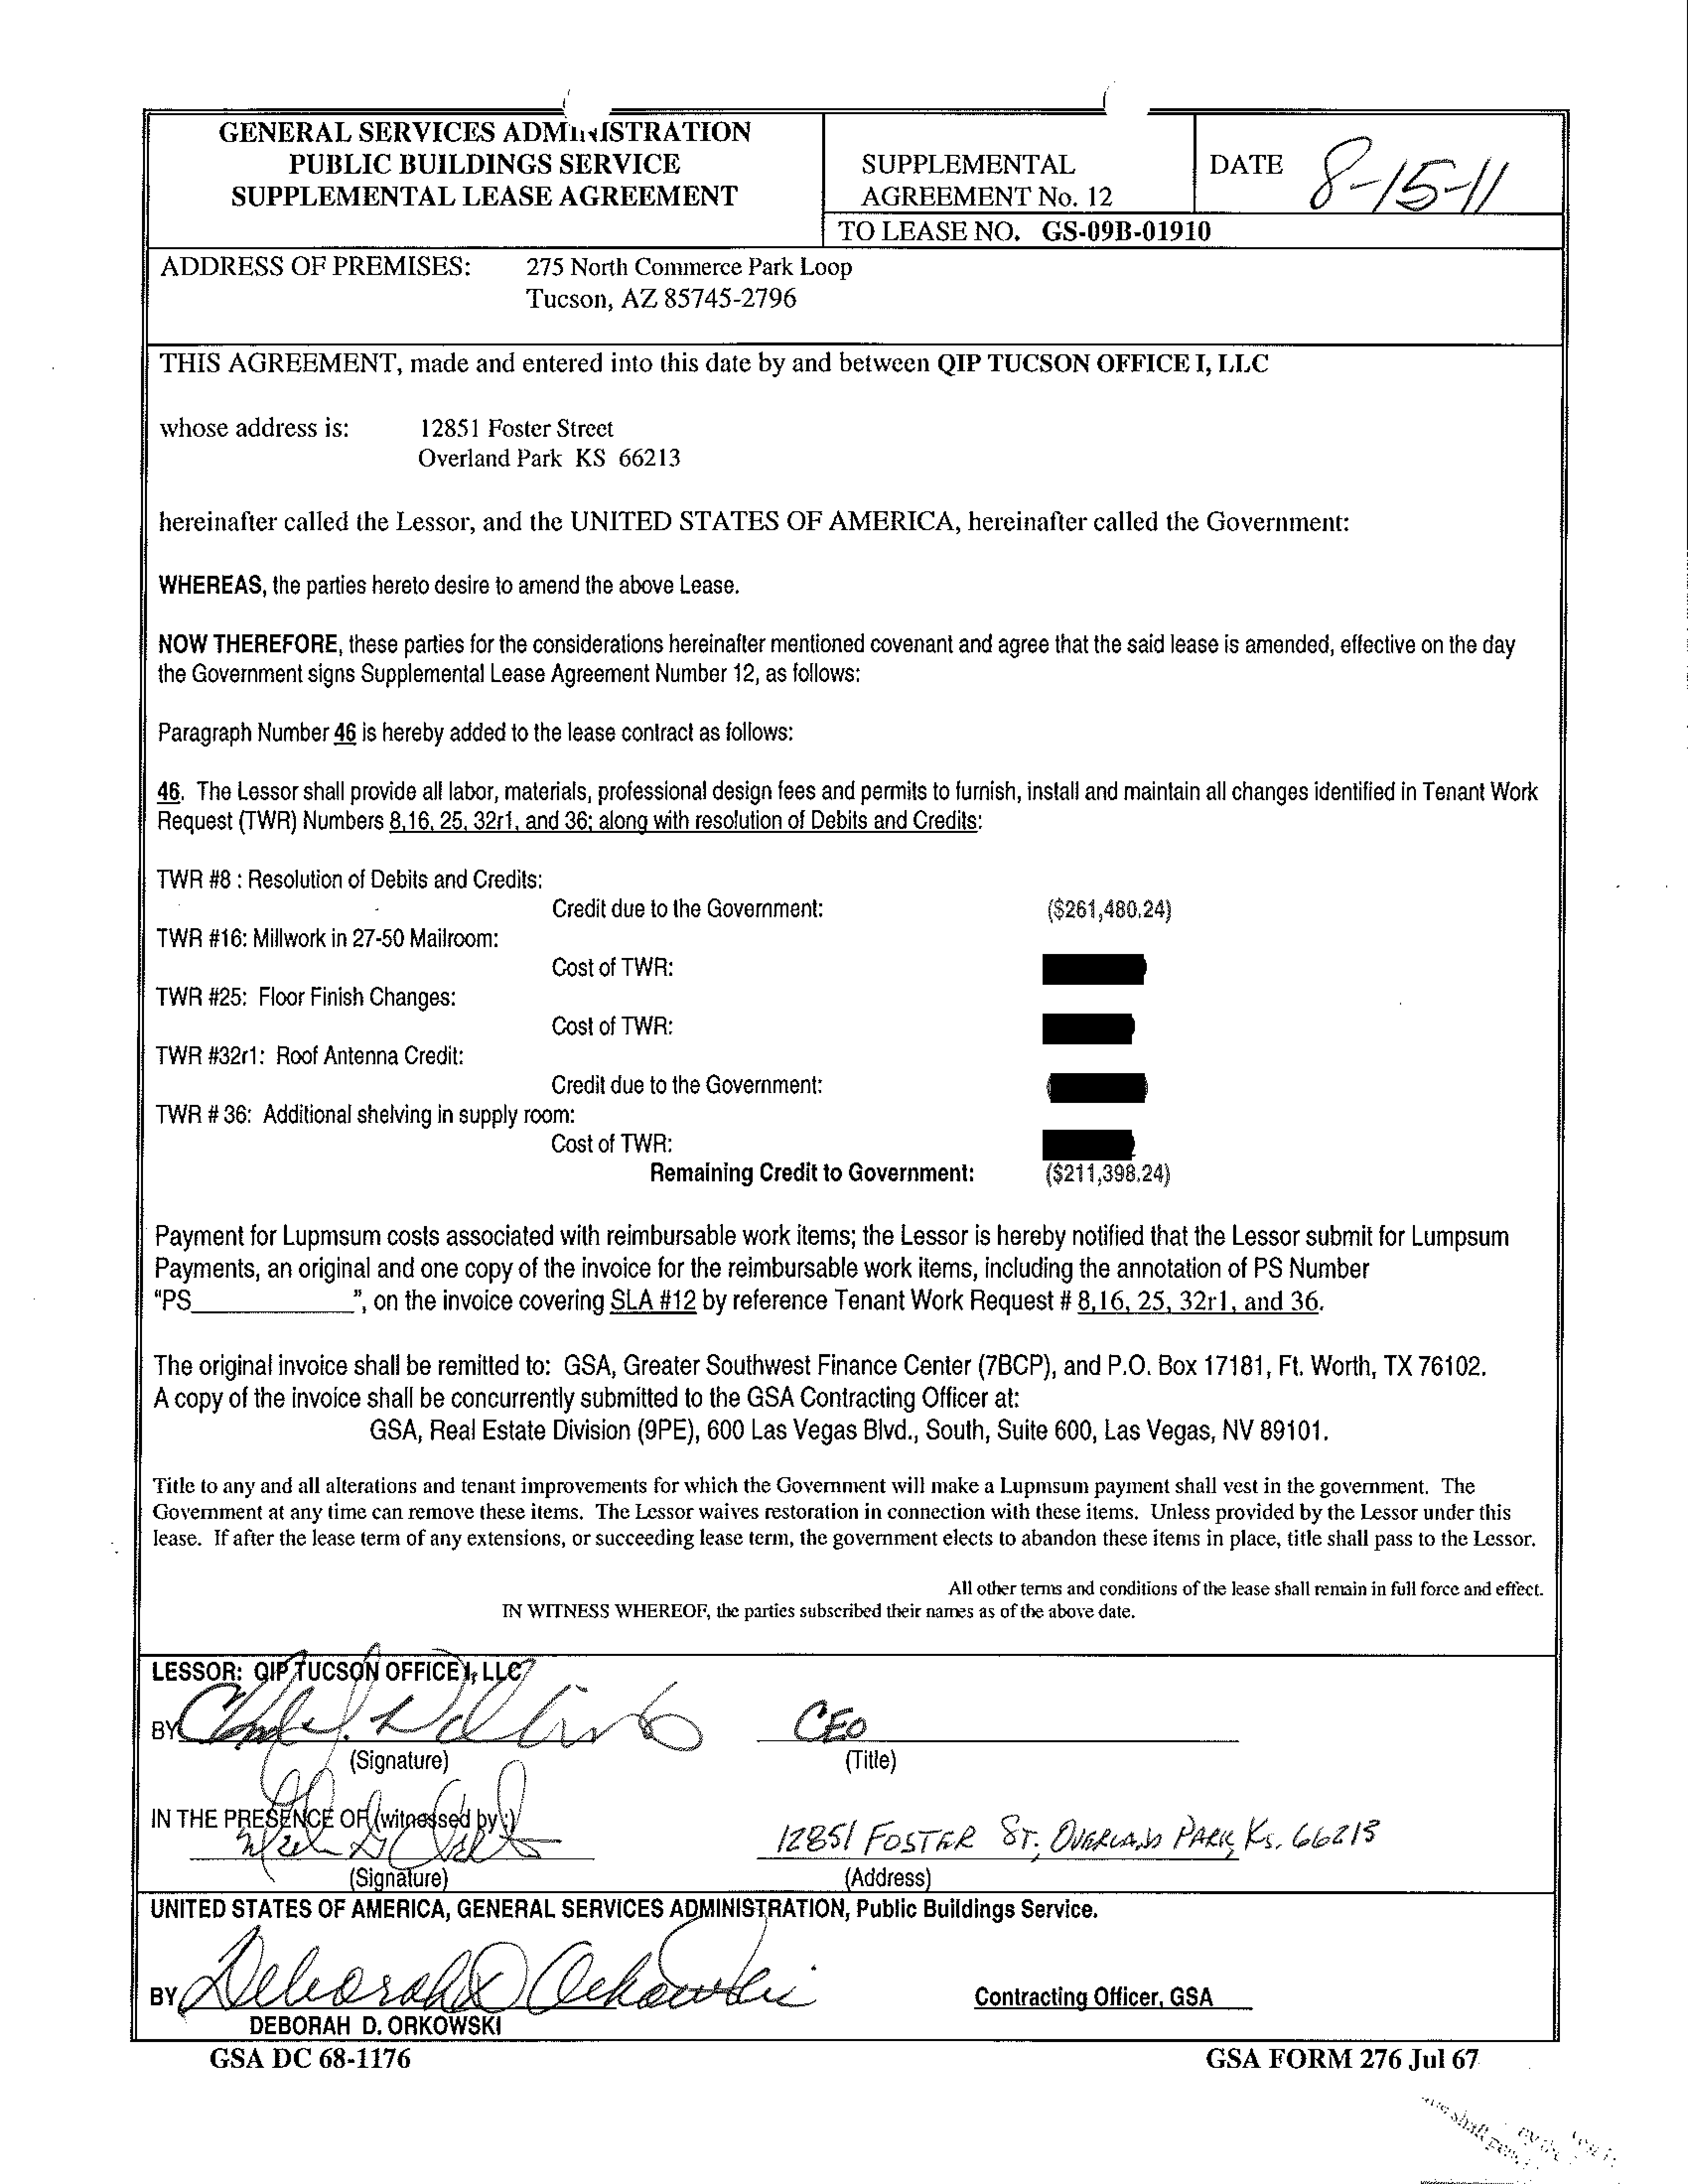 GENERAL SERVICES ADMINISTRATION
PUBLIC BUILDINGS SERVICE
SUPPLEMENTAL LEASE AGREEMENT
SUPPLEMENTAL
AGREEMENT No. 12
DATE 8-15-11
TO LEASE NO. GS-09B-01910
ADDRESS OF PREMISES: 275 North Commerce Park Loop
Tucson, AZ 85745-2796
THIS AGREEMENT, made and entered into this date by and between QIP TUCSON OFFICE I, LLC
whose address is: 12851 Foster Street
Overland Park KS 66213
hereinafter called the Lessor, and the UNITED STATES OF AMERICA, hereinafter called the Government:
WHEREAS, the parties hereto desire to amend the above Lease.
NOW THEREFORE, these parties for the considerations hereinafter mentioned covenant and agree that the said lease is amended, effective on the day
the Government signs Supplemental Lease Agreement Number 12, as follows:
Paragraph Number 46 is hereby added to the lease contract as follows:
46. The Lessor shall provide all labor, materials, professional design fees and permits to furnish, install and maintain all changes identified in Tenant Work
Request (TWR) Numbers 8,16, 25, 32r1, and 36; along with resolution of Debits and Credits:
TWR #8 : Resolution of Debits and Credits:
Credit due to the Government: ($261,480.24)
TWR #16: Millwork in 27-50 Mailroom:
Cost of TWR:
TWR #25: Floor Finish Changes:
Cost of TWR:
TWR #32r1: Roof Antenna Credit:
Credit due to the Government:
TWR # 36: Additional shelving in supply room:
Cost of TWR:
Remaining Credit to Government: ($211,398.24)
Payment for Lupmsum costs associated with reimbursable work items; the Lessor is hereby notified that the Lessor submit for Lumpsum
Payments, an original and one copy of the invoice for the reimbursable work items, including the annotation of PS Number
"PS____________", on the invoice covering SLA #12 by reference Tenant Work Request # 8,16, 25, 32r1, and 36.
The original invoice shall be remitted to: GSA, Greater Southwest Finance Center (7BCP), and P.O. Box 17181, Ft. Worth, TX 76102.
A copy of the invoice shall be concurrently submitted to the GSA Contracting Officer at:
GSA, Real Estate Division (9PE), 600 Las Vegas Blvd., South, Suite 600, Las Vegas, NV 89101.
Title to any and all alterations and tenant improvements for which the Government will make a Lupmsum payment shall vest in the government. The
Government at any time can remove these items. The Lessor waives restoration in connection with these items. Unless provided by the Lessor under this
lease. If after the lease term of any extensions, or succeeding lease term, the government elects to abandon these items in place, title shall pass to the Lessor.
All other terms and conditions of the lease shall remain in full force and effect.
IN WITNESS WHEREOF, the parties subscribed their names as of the above date.
LESSOR: QIP TUCSON OFFICE I, LLC
BY CEO
(Signature) (Title)
IN THE PRESENCE OF (witnessed by:)
12851 FOSTER ST, OVERLAND PARK, KS. 66213
(Signature) (Address)
UNITED STATES OF AMERICA, GENERAL SERVICES ADMINISTRATION, Public Buildings Service.
BY Deborah D Orkowski Contracting Officer, GSA
DEBORAH D. ORKOWSKI
GSA DC 68-1176 GSA FORM 276 Jul 67